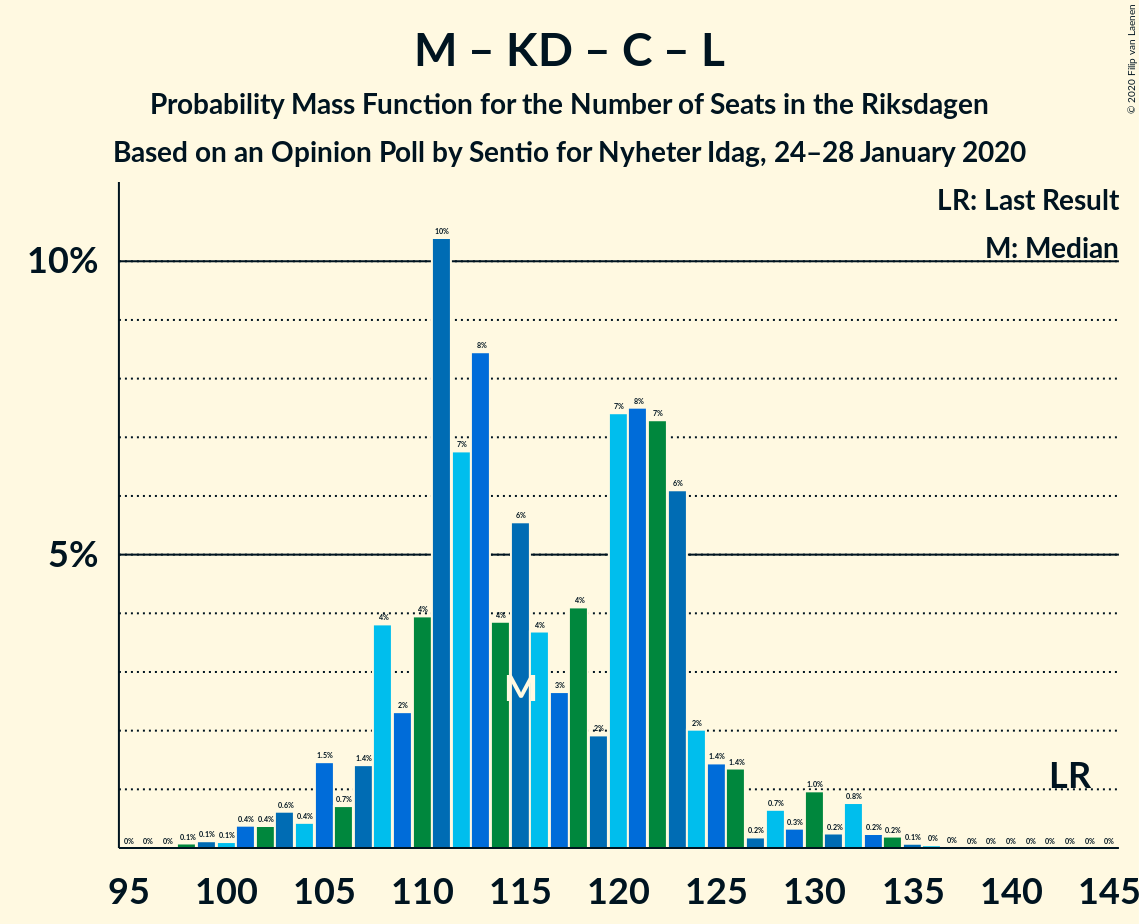 M – KD – C – L
Probability Mass Function for the Number of Seats in the Riksdagen
Based on an Opinion Poll by Sentio for Nyheter Idag, 24–28 January 2020
© 2020 Filip van Laenen
LR: Last Result
M: Median
10%
5%
0% 0% 0% 0.1% 0.1% 0.1% 0.4% 0.4% 0.6% 0.4% 1.5% 0.7% 1.4% 4% 2% 4% 10% 7% 8% 4% 6% 4% 3% 4% 2% 7% 8% 7% 6% 2% 1.4% 1.4% 0.2% 0.7% 0.3% 1.0% 0.2% 0.8% 0.2% 0.2% 0.1% 0% 0% 0% 0% 0% 0% 0% 0% 0% 0%
M
LR
95 100 105 110 115 120 125 130 135 140 145